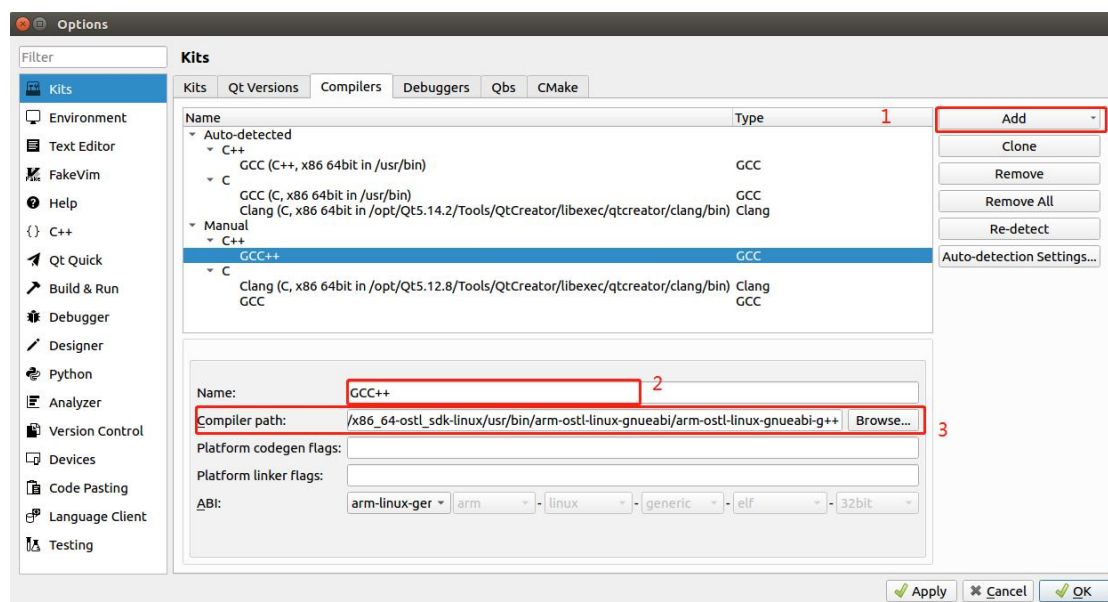 Options
Filter
Kits
Environment
Text Editor
FakeVim
Help
{} C++
Qt Quick
Build & Run
Debugger
Designer
Python
Analyzer
Version Control
Devices
Code Pasting
Language Client
Testing
Kits
Kits Qt Versions Compilers Debuggers Qbs CMake
Name Type
Auto-detected
C++
GCC (C++, x86 64bit in /usr/bin) GCC
C
GCC (C, x86 64bit in /usr/bin) GCC
Clang (C, x86 64bit in /opt/Qt5.14.2/Tools/QtCreator/libexec/qtcreator/clang/bin) Clang
Manual
C++
GCC++ GCC
C
Clang (C, x86 64bit in /opt/Qt5.12.8/Tools/QtCreator/libexec/qtcreator/clang/bin) Clang
GCC GCC
1
Add
Clone
Remove
Remove All
Re-detect
Auto-detection Settings...
Name: GCC++ 2
Compiler path: /x86_64-ostl_sdk-linux/usr/bin/arm-ostl-linux-gnueabi/arm-ostl-linux-gnueabi-g++ Browse... 3
Platform codegen flags:
Platform linker flags:
ABI: arm-linux-ger arm - linux - generic - elf - 32bit
Apply Cancel OK